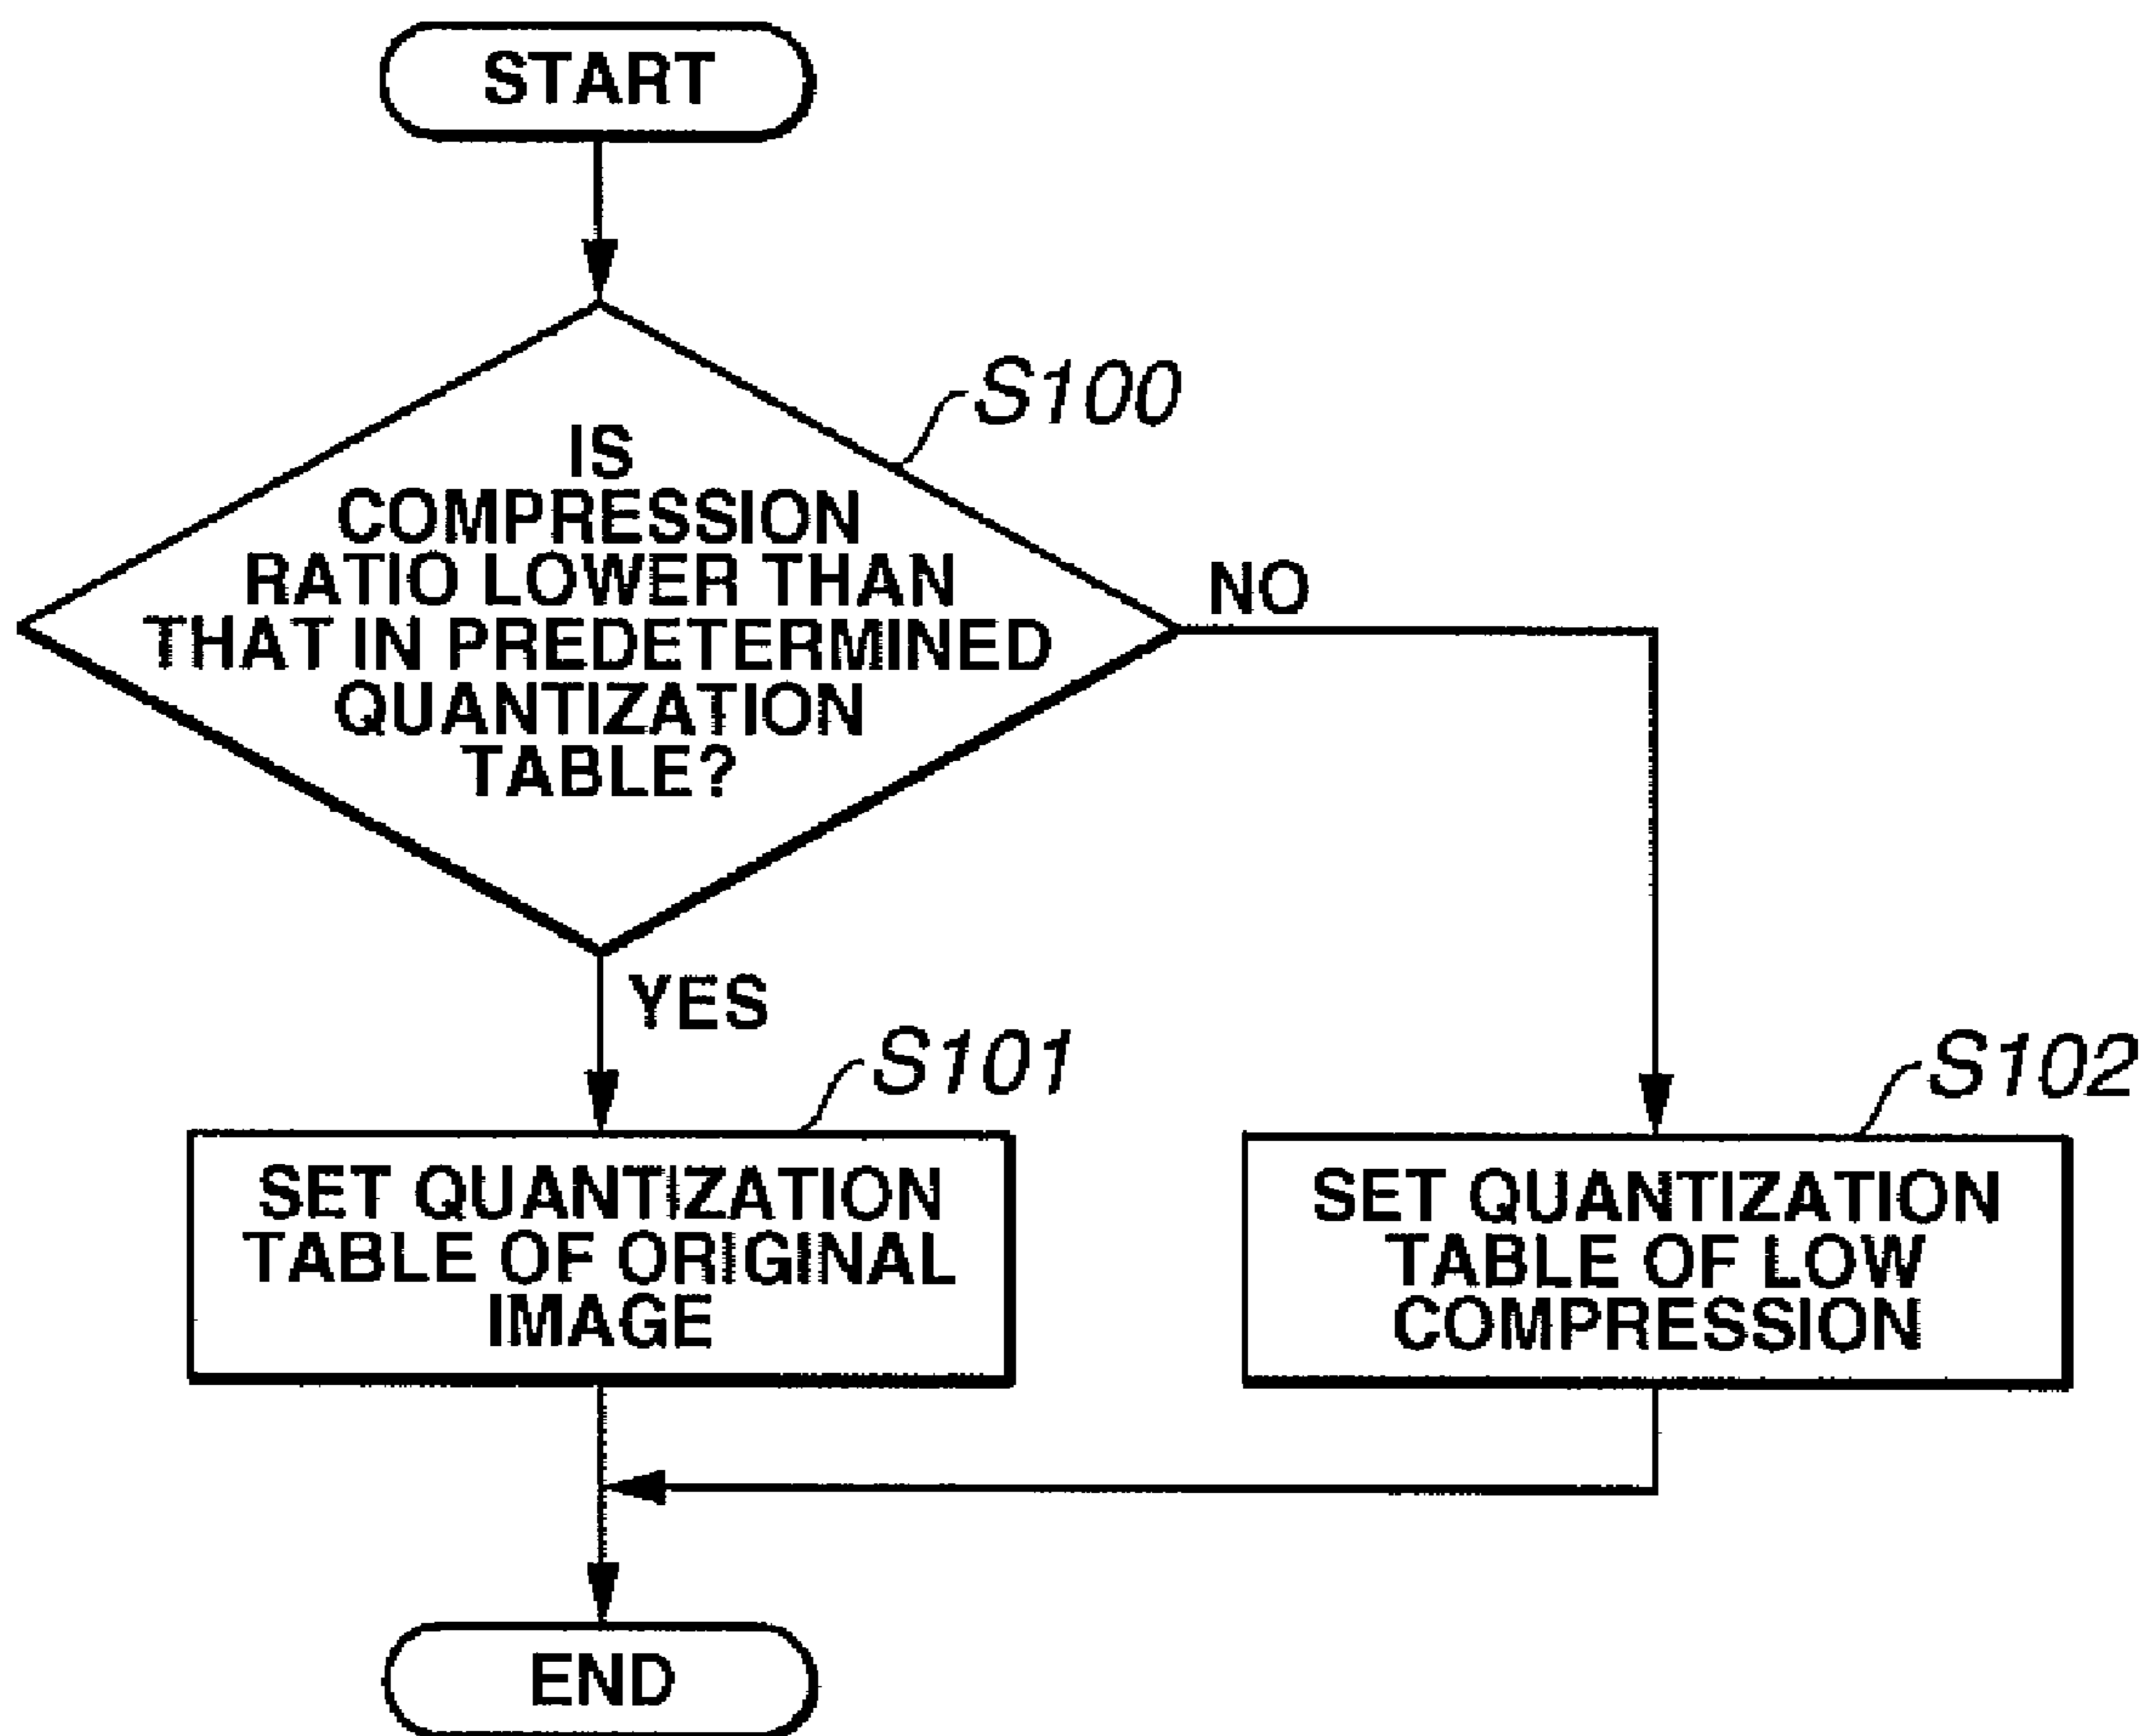 START
S100
IS
COMPRESSION
RATIO LOWER THAN
THAT IN PREDETERMINED
QUANTIZATION
TABLE?
NO
YES
S101
SET QUANTIZATION
TABLE OF ORIGINAL
IMAGE
S102
SET QUANTIZATION
TABLE OF LOW
COMPRESSION
END